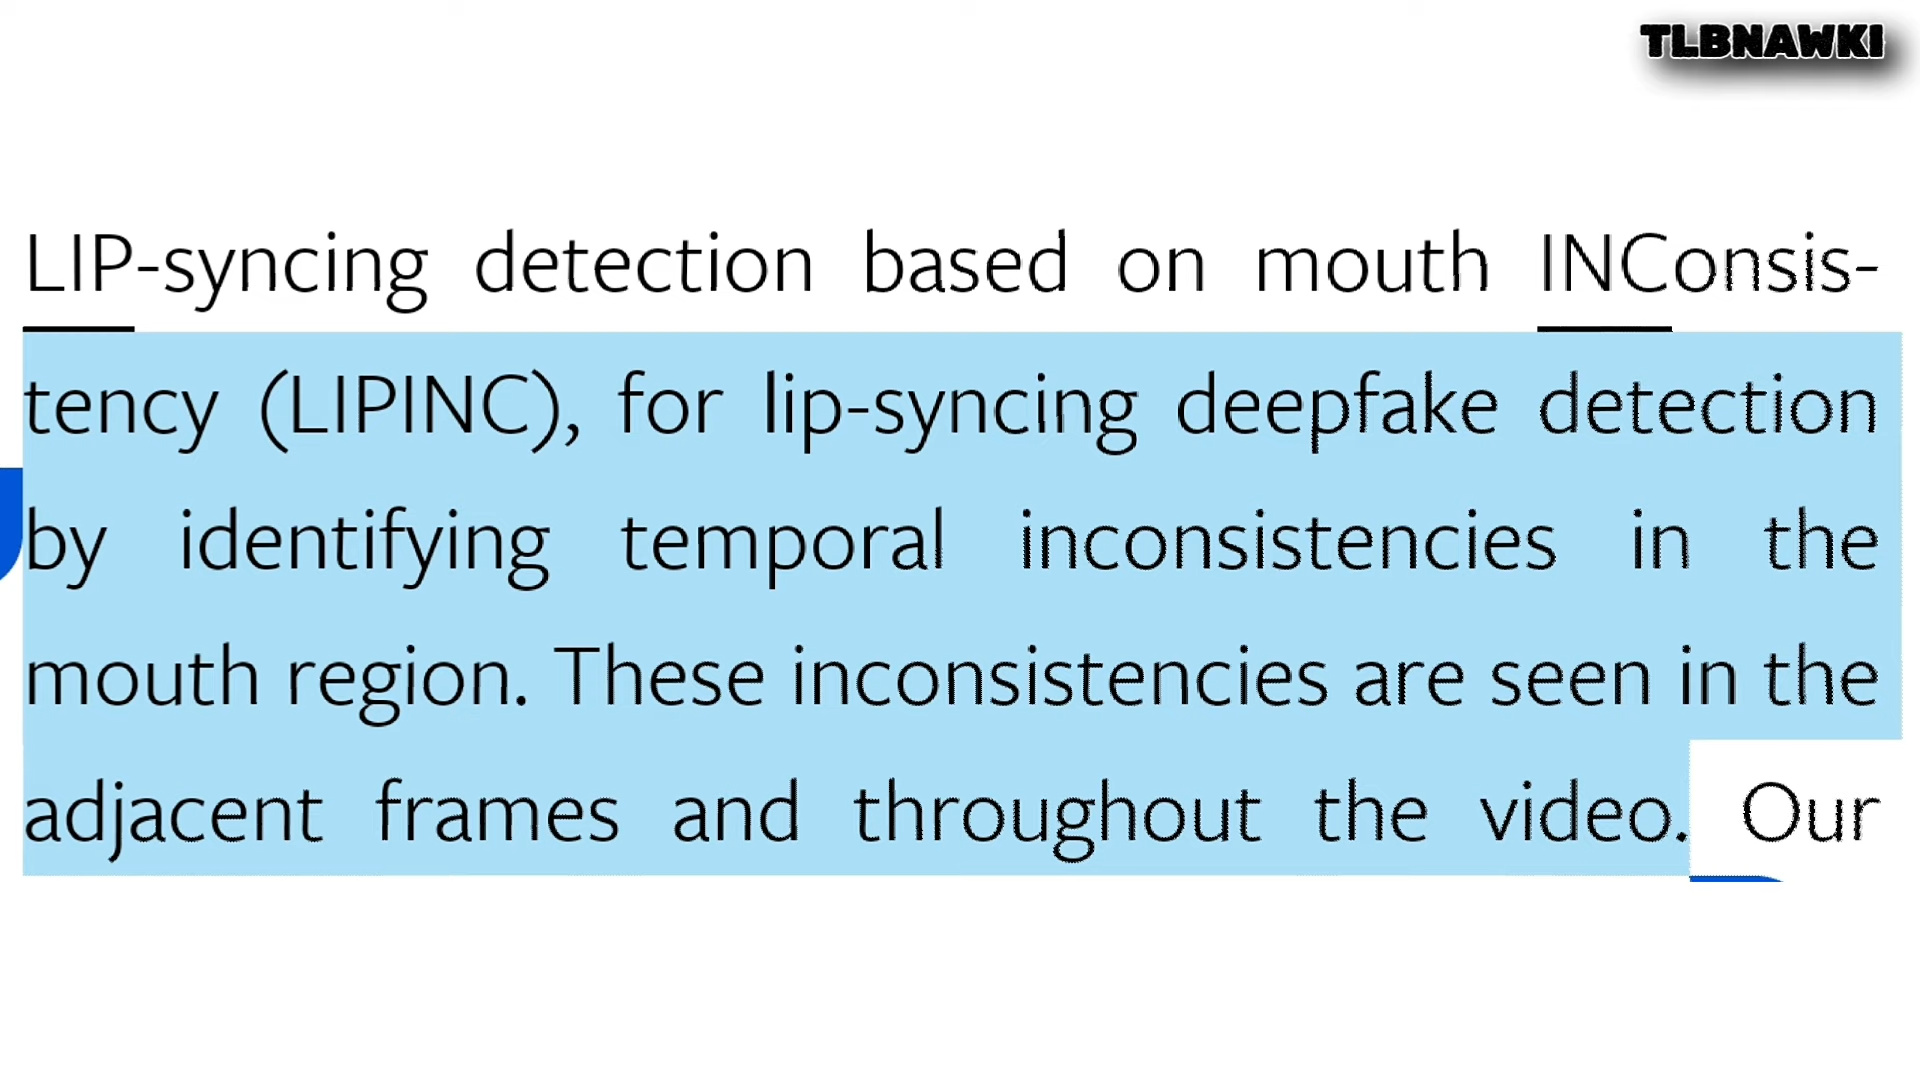 TLBNAWKI
LIP-syncing detection based on mouth INConsis-
tency (LIPINC), for lip-syncing deepfake detection
by identifying temporal inconsistencies in the
mouth region. These inconsistencies are seen in the
adjacent frames and throughout the video. Our